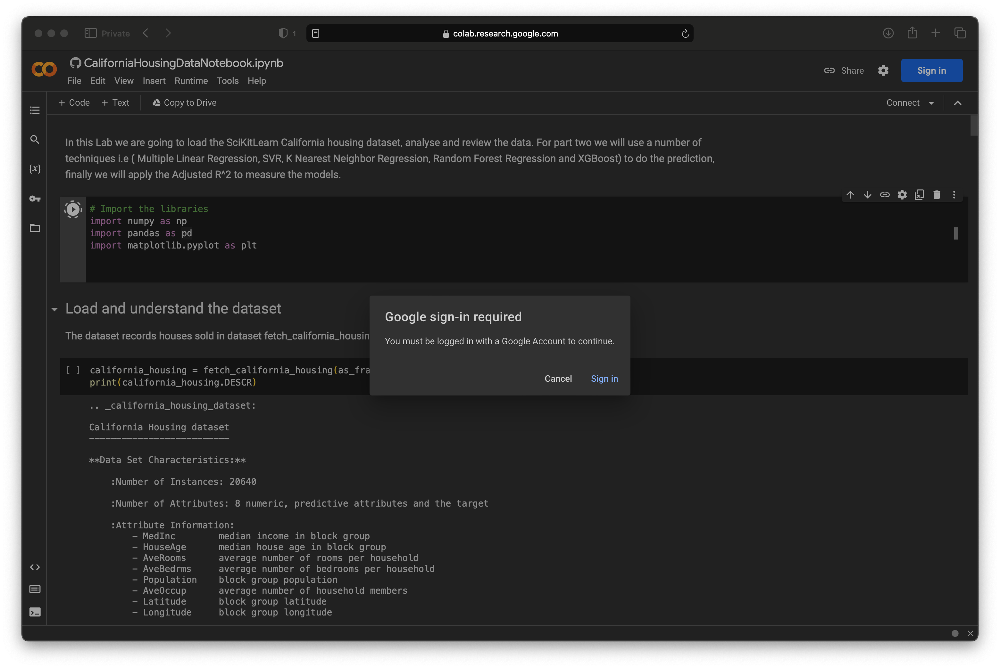 Private
1
colab.research.google.com
CaliforniaHousingDataNotebook.ipynb
File Edit View Insert Runtime Tools Help
Share
Sign in
+ Code + Text Copy to Drive
Connect
In this Lab we are going to load the SciKitLearn California housing dataset, analyse and review the data. For part two we will use a number of
techniques i.e ( Multiple Linear Regression, SVR, K Nearest Neighbor Regression, Random Forest Regression and XGBoost) to do the prediction,
finally we will apply the Adjusted R^2 to measure the models.
{x}
# Import the libraries
import numpy as np
import pandas as pd
import matplotlib.pyplot as plt
Load and understand the dataset
The dataset records houses sold in dataset fetch_california_housin
Google sign-in required
You must be logged in with a Google Account to continue.
Cancel Sign in
[ ] california_housing = fetch_california_housing(as_fra
print(california_housing.DESCR)
.. _california_housing_dataset:
California Housing dataset
--------------------------
**Data Set Characteristics:**
:Number of Instances: 20640
:Number of Attributes: 8 numeric, predictive attributes and the target
:Attribute Information:
- MedInc median income in block group
- HouseAge median house age in block group
- AveRooms average number of rooms per household
- AveBedrms average number of bedrooms per household
- Population block group population
- AveOccup average number of household members
- Latitude block group latitude
- Longitude block group longitude